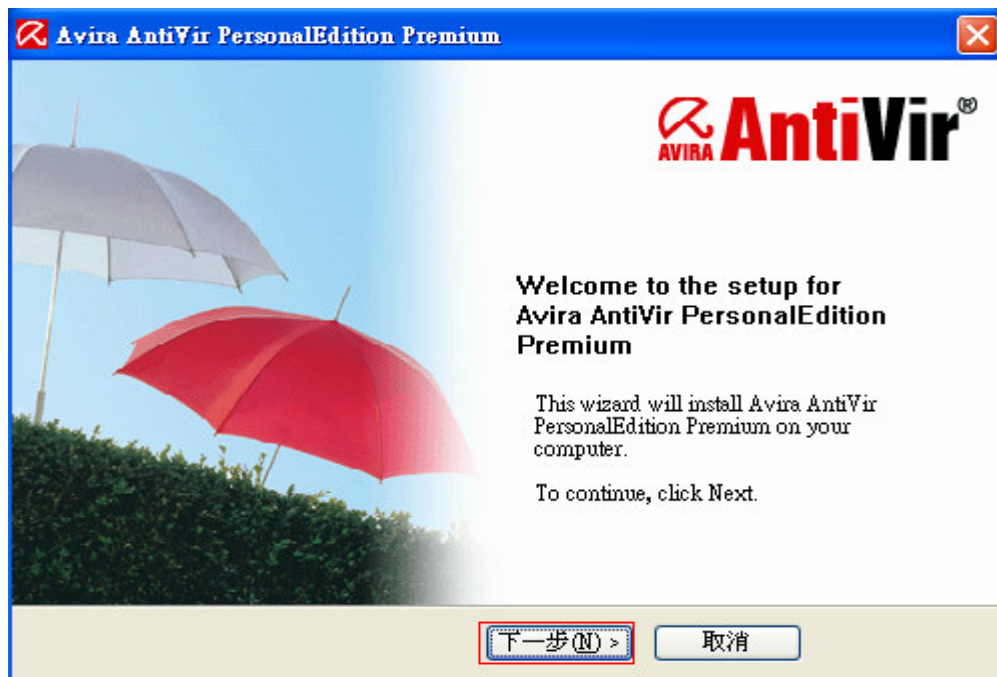 Avira AntiVir PersonalEdition Premium
AVIRA AntiVir®
Welcome to the setup for
Avira AntiVir PersonalEdition
Premium
This wizard will install Avira AntiVir
PersonalEdition Premium on your
computer.
To continue, click Next.
下一步(N) > 取消